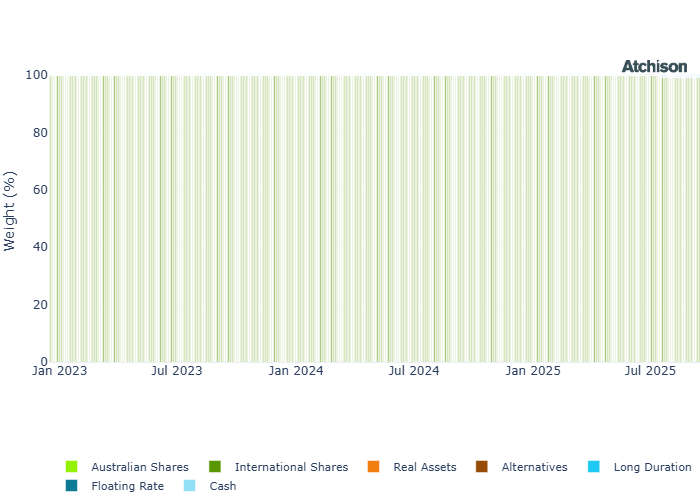 Atchison
100
80
60
40
20
0
Weight (%)
Jan 2023 Jul 2023 Jan 2024 Jul 2024 Jan 2025 Jul 2025
Australian Shares International Shares Real Assets Alternatives Long Duration
Floating Rate Cash